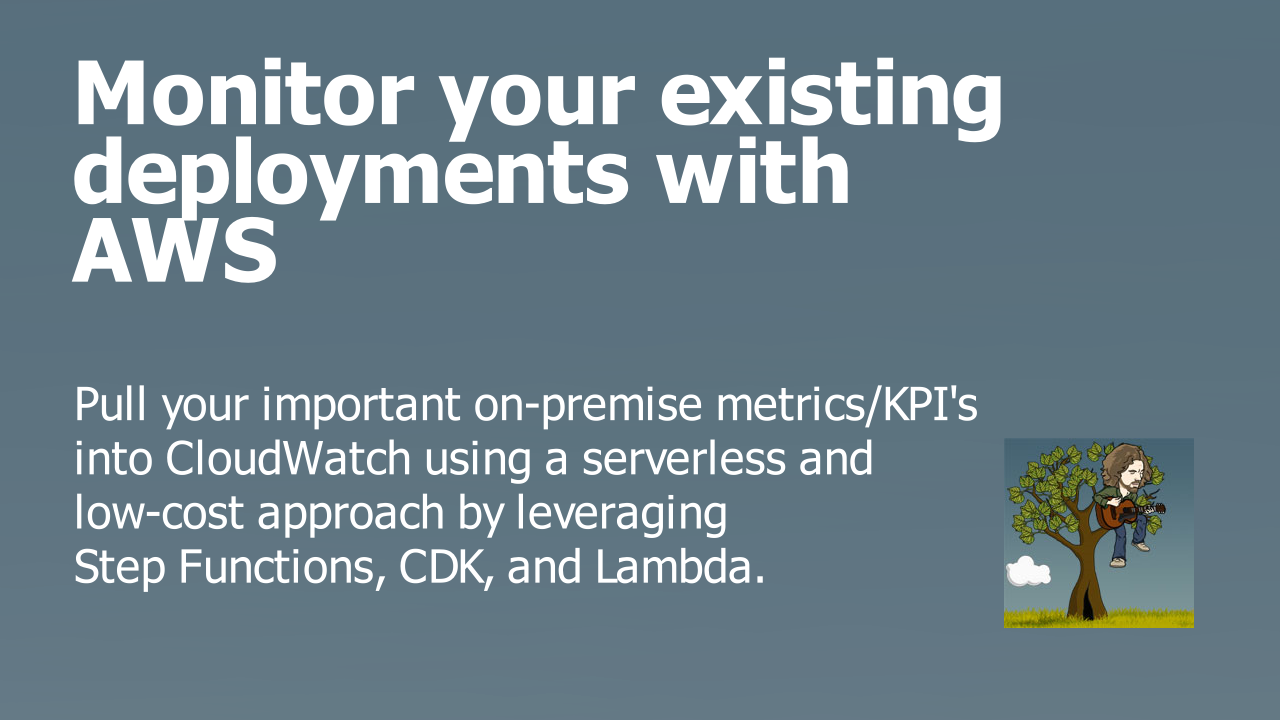 Monitor your existing
deployments with
AWS
Pull your important on-premise metrics/KPI's
into CloudWatch using a serverless and
low-cost approach by leveraging
Step Functions, CDK, and Lambda.